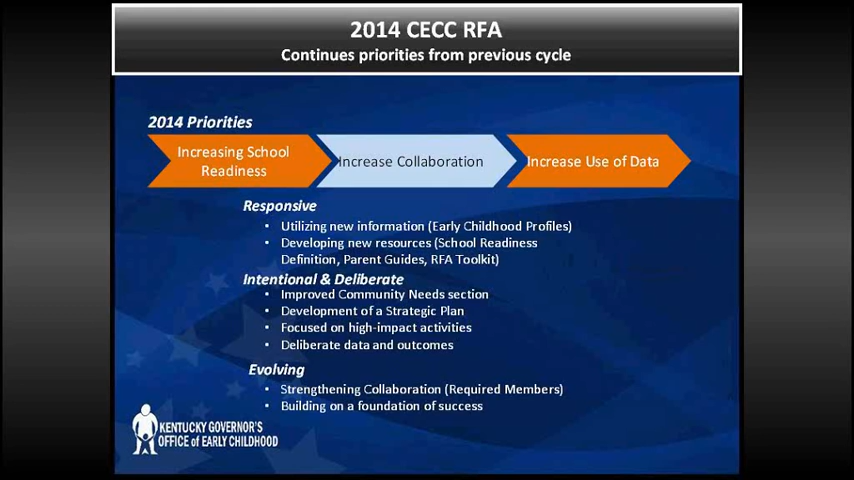 2014 CECC RFA
Continues priorities from previous cycle
2014 Priorities
Increasing School
Readiness
Increase Collaboration
Increase Use of Data
Responsive
• Utilizing new information (Early Childhood Profiles)
• Developing new resources (School Readiness
Definition, Parent Guides, RFA Toolkit)
Intentional & Deliberate
• Improved Community Needs section
• Development of a Strategic Plan
• Focused on high-impact activities
• Deliberate data and outcomes
Evolving
• Strengthening Collaboration (Required Members)
• Building on a foundation of success
KENTUCKY GOVERNOR'S
OFFICE of EARLY CHILDHOOD